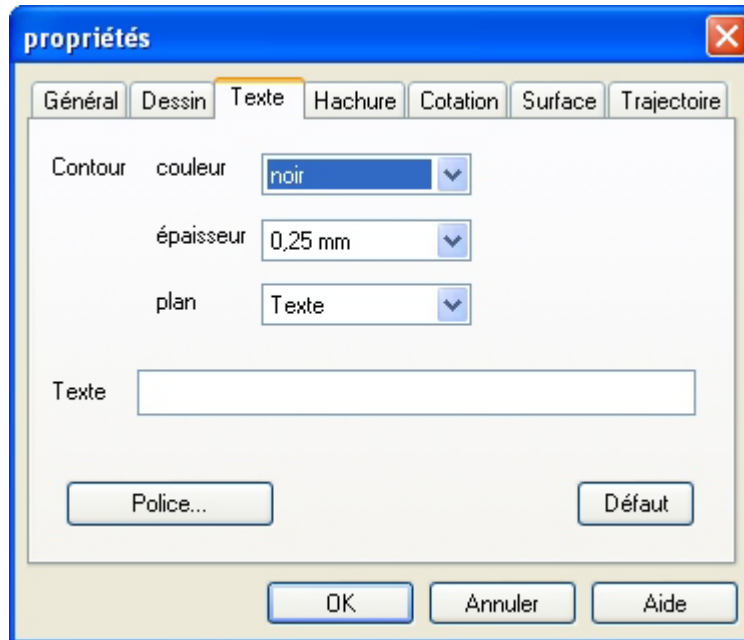 propriétés
Général Dessin Texte Hachure Cotation Surface Trajectoire
Contour couleur noir
épaisseur 0,25 mm
plan Texte
Texte
Police... Défaut
OK Annuler Aide